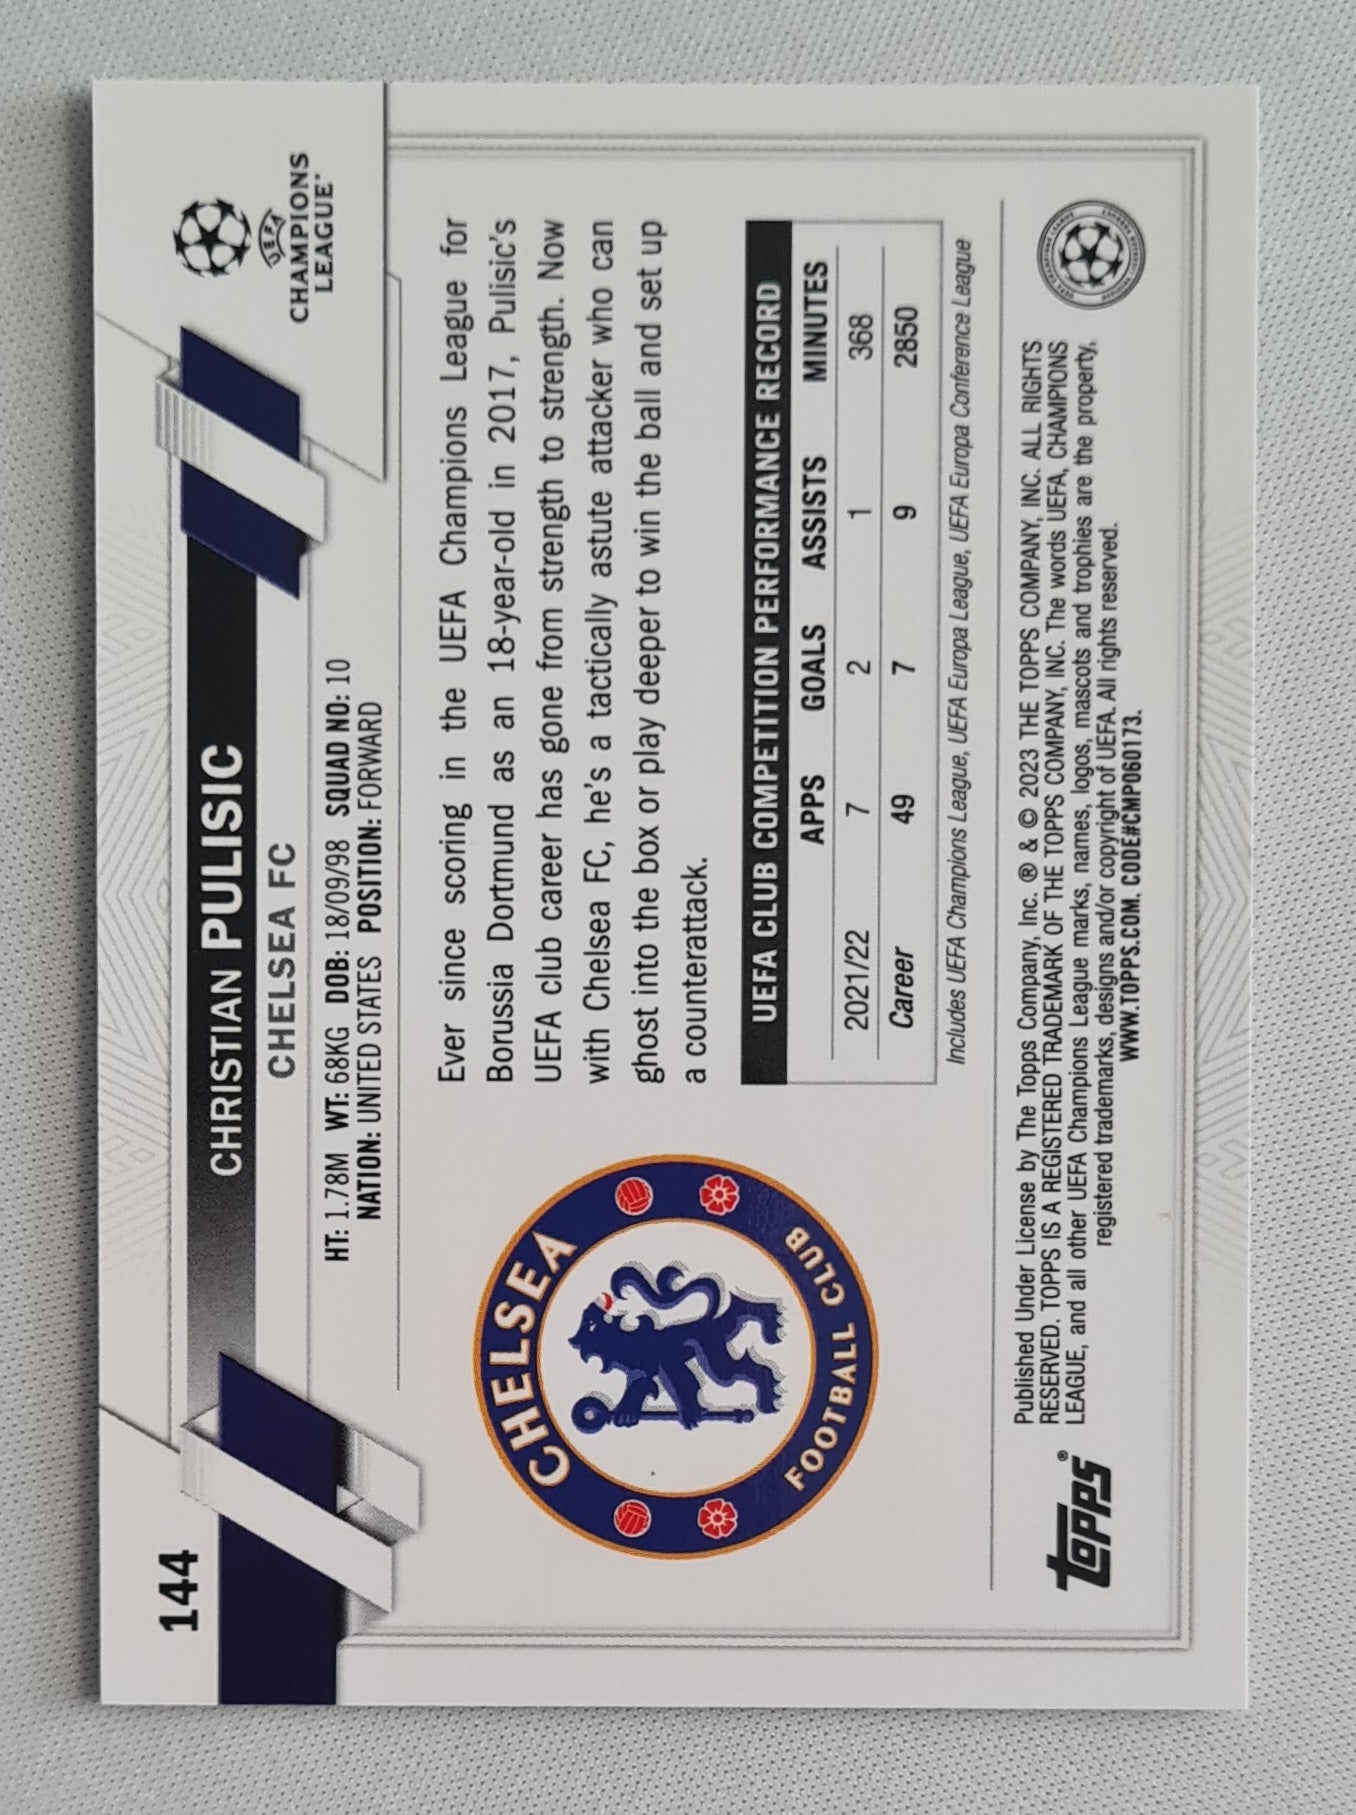 144
CHRISTIAN PULISIC
CHELSEA FC
HT: 1.78M WT: 68KG DOB: 18/09/98 SQUAD NO: 10
NATION: UNITED STATES POSITION: FORWARD
UEFA
CHAMPIONS
LEAGUE
CHELSEA
FOOTBALL CLUB
Ever since scoring in the UEFA Champions League for
Borussia Dortmund as an 18-year-old in 2017, Pulisic's
UEFA club career has gone from strength to strength. Now
with Chelsea FC, he's a tactically astute attacker who can
ghost into the box or play deeper to win the ball and set up
a counterattack.
UEFA CLUB COMPETITION PERFORMANCE RECORD
APPS GOALS ASSISTS MINUTES
2021/22 7 2 1 368
Career 49 7 9 2850
Includes UEFA Champions League, UEFA Europa League, UEFA Europa Conference League
TOPPS®
Published Under License by The Topps Company, Inc. ® & © 2023 THE TOPPS COMPANY, INC. ALL RIGHTS
RESERVED. TOPPS IS A REGISTERED TRADEMARK OF THE TOPPS COMPANY, INC. The words UEFA, CHAMPIONS
LEAGUE, and all other UEFA Champions League marks, names, logos, mascots and trophies are the property,
registered trademarks, designs and/or copyright of UEFA. All rights reserved.
WWW.TOPPS.COM. CODE#CMP060173.